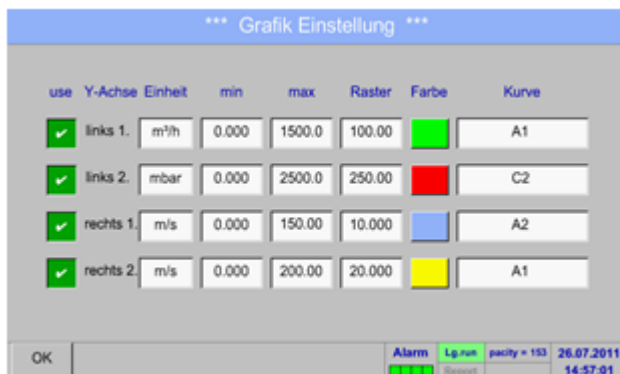 *** Grafik Einstellung ***
use Y-Achse Einheit min max Raster Farbe Kurve
links 1. m³/h 0.000 1500.0 100.00 A1
links 2. mbar 0.000 2500.0 250.00 C2
rechts 1. m/s 0.000 150.00 10.000 A2
rechts 2. m/s 0.000 200.00 20.000 A1
OK Alarm Lg.run pacity = 153 26.07.2011
Report 14:57:01